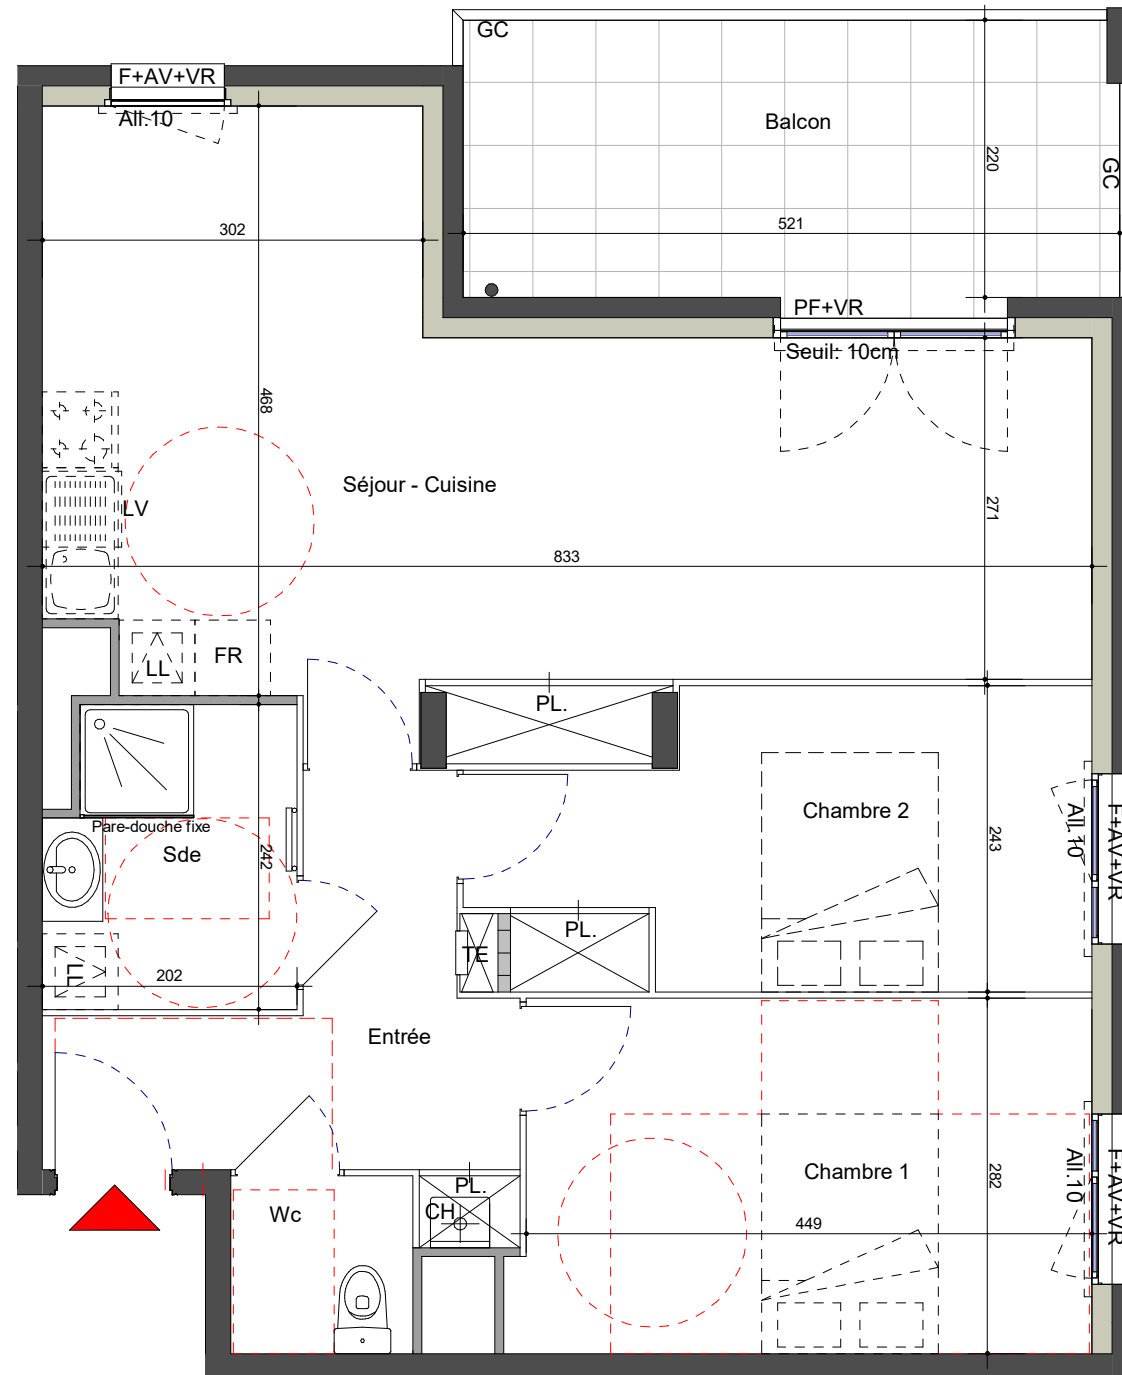 GC
F+AV+VR
All.10
Balcon
220
GC
302
521
PF+VR
Seuil: 10cm
468
Séjour - Cuisine
LV
271
833
LL
FR
PL.
Chambre 2
All.10
F+AV+VR
Pare-douche fixe
Sde
242
243
PL.
TE
LL
202
Entrée
Chambre 1
All.10
F+AV+VR
282
PL.
CH
Wc
449